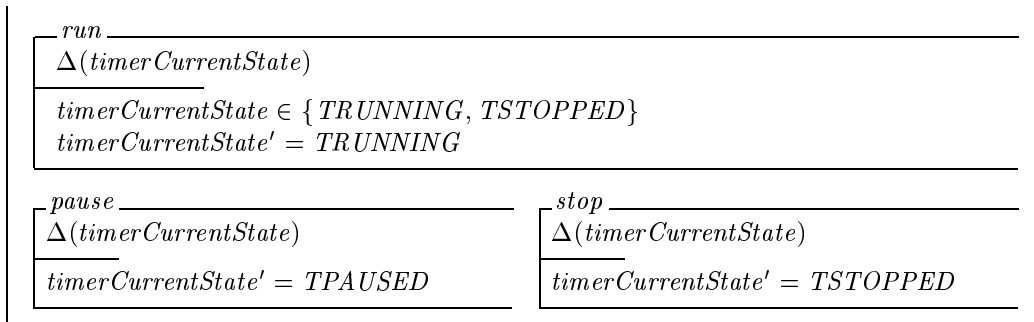 run
Δ(timerCurrentState)
timerCurrentState ∈ {TRUNNING, TSTOPPED}
timerCurrentState′ = TRUNNING
pause
Δ(timerCurrentState)
timerCurrentState′ = TPAUSED
stop
Δ(timerCurrentState)
timerCurrentState′ = TSTOPPED